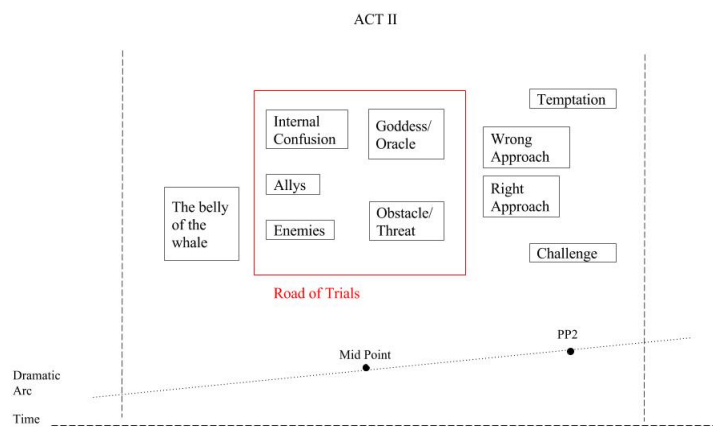 ACT II
Temptation
Internal
Confusion
Goddess/
Oracle
Wrong
Approach
Allys
Right
Approach
The belly
of the
whale
Enemies
Obstacle/
Threat
Challenge
Road of Trials
PP2
Mid Point
Dramatic
Arc
Time